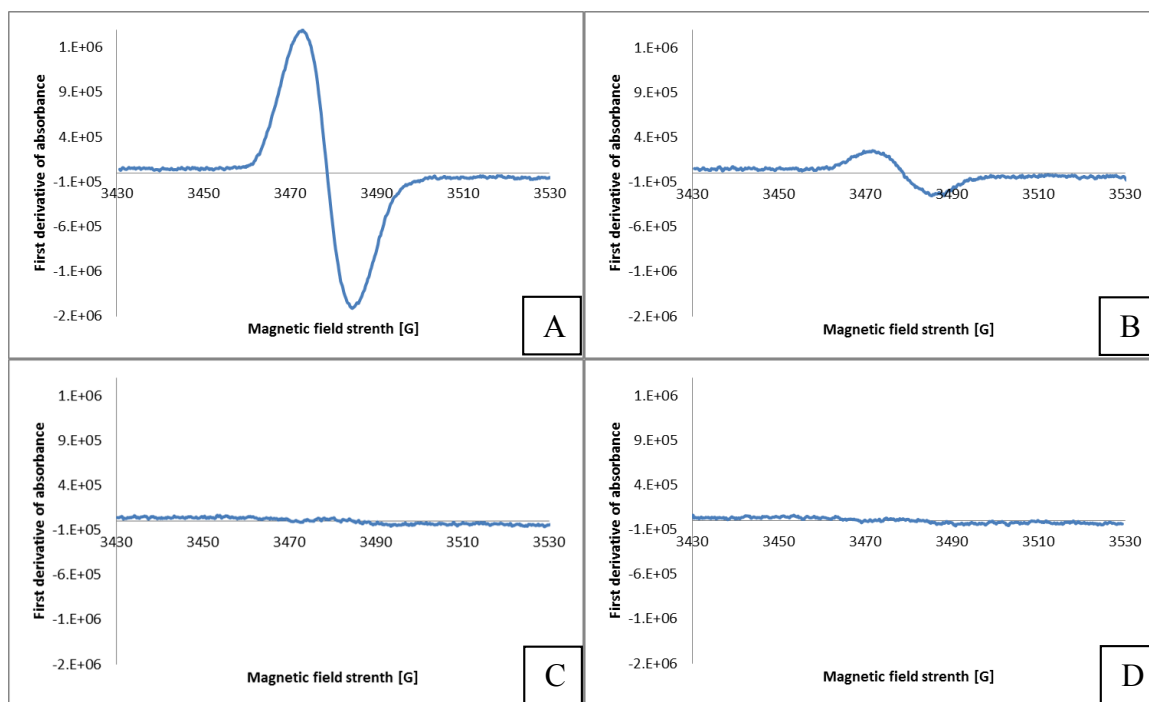 First derivative of absorbance
1.E+06
9.E+05
4.E+05
-1.E+05
-6.E+05
-1.E+06
-2.E+06
3430 3450 3470 3490 3510 3530
Magnetic field strenth [G]
A
First derivative of absorbance
1.E+06
9.E+05
4.E+05
-1.E+05
-6.E+05
-1.E+06
-2.E+06
3430 3450 3470 3490 3510 3530
Magnetic field strenth [G]
B
First derivative of absorbance
1.E+06
9.E+05
4.E+05
-1.E+05
-6.E+05
-1.E+06
-2.E+06
3430 3450 3470 3490 3510 3530
Magnetic field strenth [G]
C
First derivative of absorbance
1.E+06
9.E+05
4.E+05
-1.E+05
-6.E+05
-1.E+06
-2.E+06
3430 3450 3470 3490 3510 3530
Magnetic field strenth [G]
D